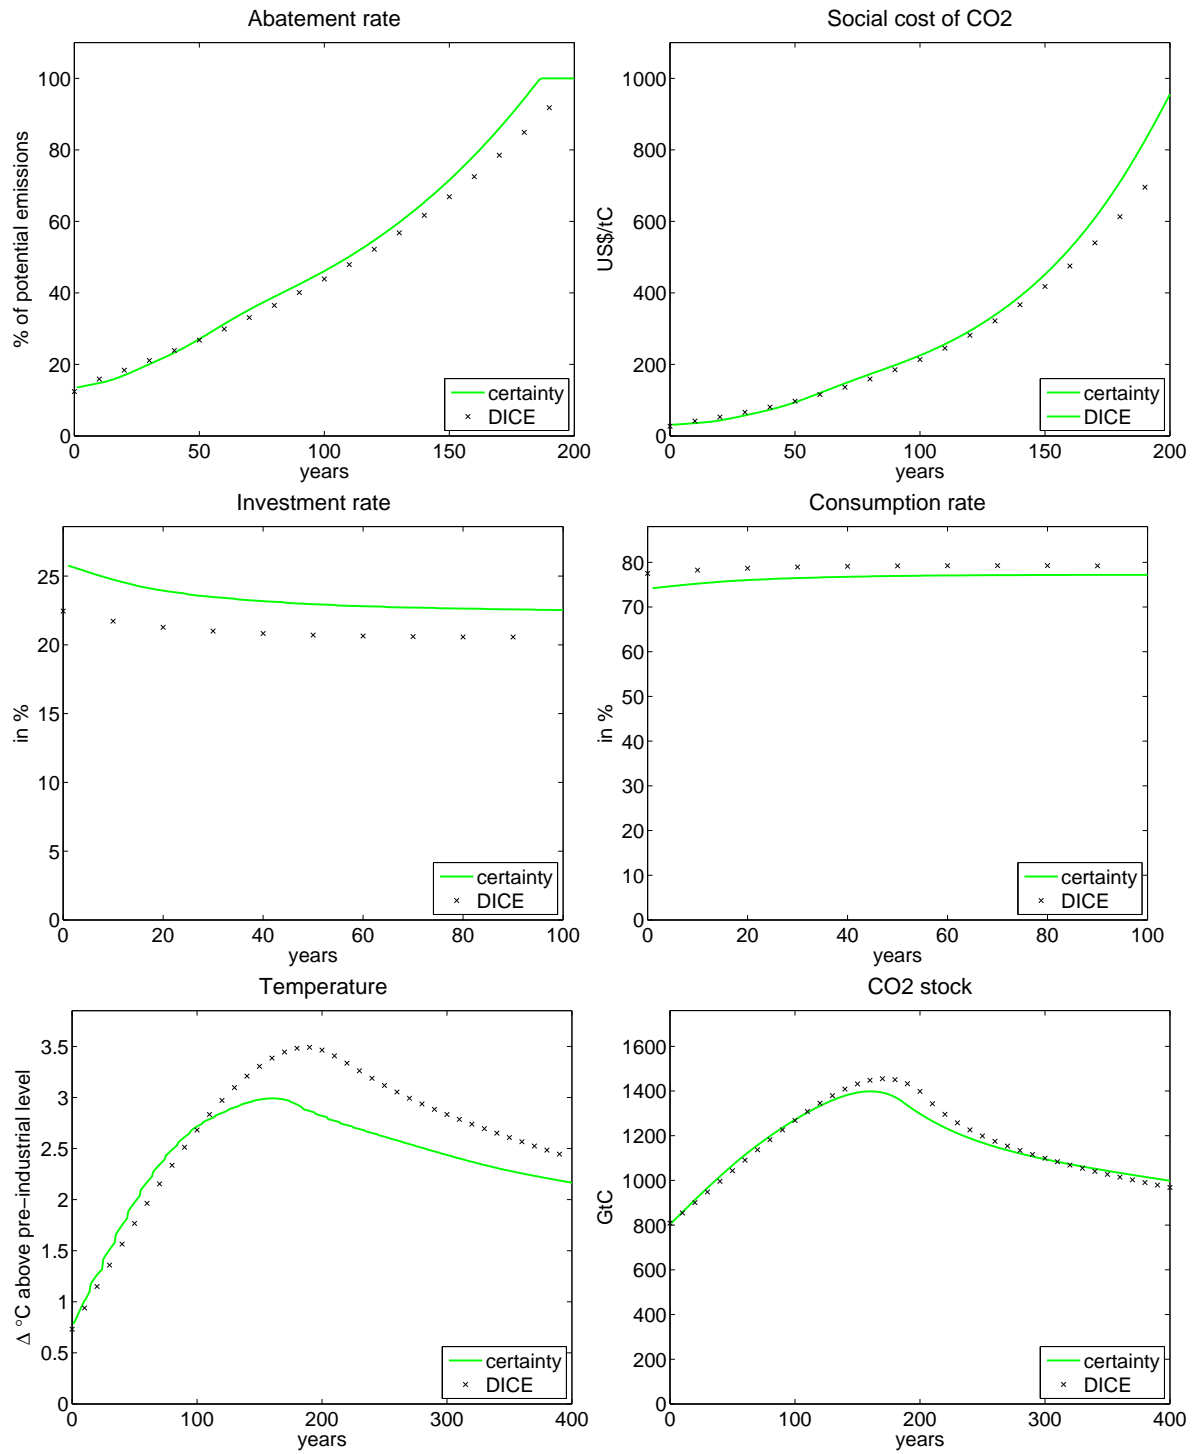 Abatement rate
% of potential emissions
100
80
60
40
20
0
0 50 100 150 200
years
certainty
DICE
Social cost of CO2
US$/tC
1000
800
600
400
200
0
0 50 100 150 200
years
certainty
DICE
Investment rate
in %
25
20
15
10
5
0
0 20 40 60 80 100
years
certainty
DICE
Consumption rate
in %
80
70
60
50
40
30
20
10
0
0 20 40 60 80 100
years
certainty
DICE
Temperature
Δ °C above pre−industrial level
3.5
3
2.5
2
1.5
1
0.5
0
0 100 200 300 400
years
certainty
DICE
CO2 stock
GtC
1600
1400
1200
1000
800
600
400
200
0
0 100 200 300 400
years
certainty
DICE